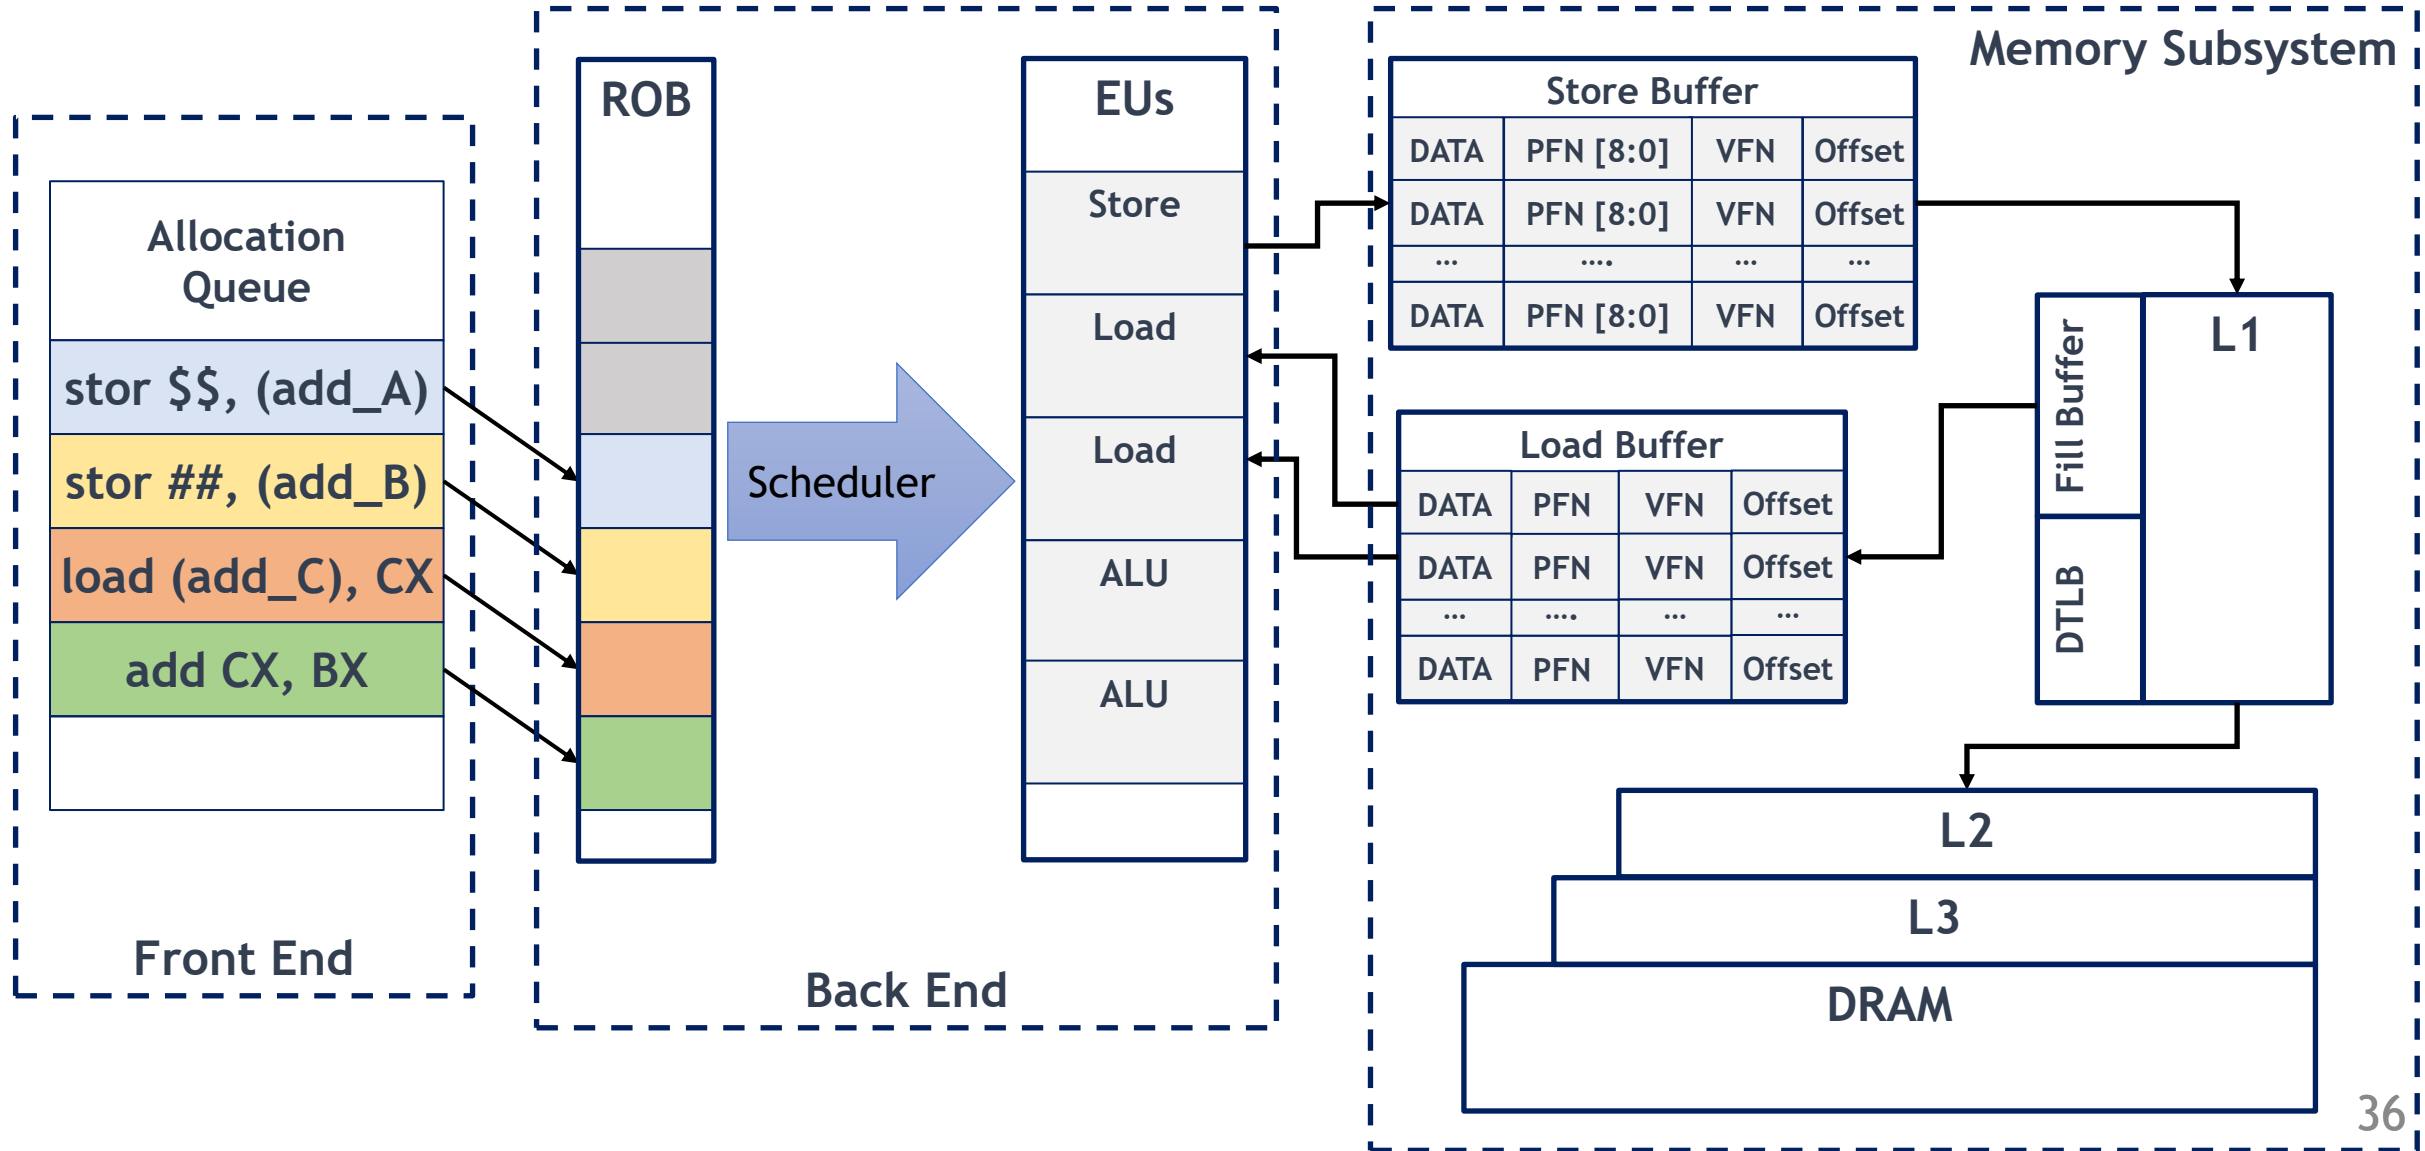 Allocation
Queue
stor $$, (add_A)
stor ##, (add_B)
load (add_C), CX
add CX, BX
Front End
ROB
Scheduler
EUs
Store
Load
Load
ALU
ALU
Back End
Memory Subsystem
Store Buffer
DATA PFN [8:0] VFN Offset
DATA PFN [8:0] VFN Offset
... .... ... ...
DATA PFN [8:0] VFN Offset
Load Buffer
DATA PFN VFN Offset
DATA PFN VFN Offset
... .... ... ...
DATA PFN VFN Offset
Fill Buffer
DTLB
L1
L2
L3
DRAM
36